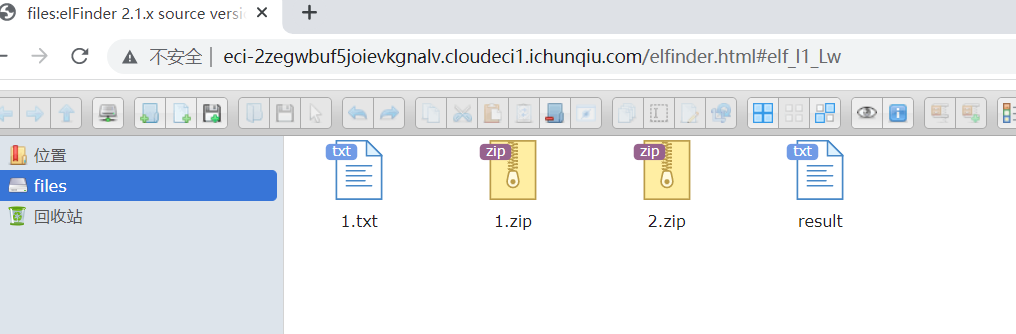 files:elFinder 2.1.x source versi
不安全 | eci-2zegwbuf5joievkgnalv.cloudeci1.ichunqiu.com/elfinder.html#elf_l1_Lw
位置
files
回收站
txt
zip
zip
txt
1.txt
1.zip
2.zip
result